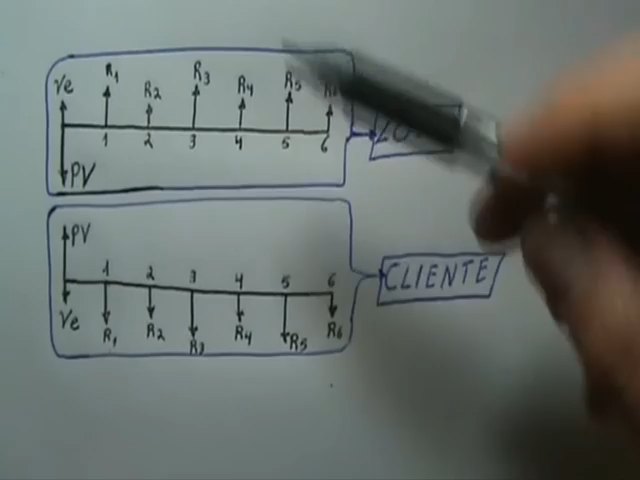 Ve R1 R2 R3 R4 R5
1 2 3 4 5 6
PV
PV
1 2 3 4 5 6
CLIENTE
Ve R1 R2 R3 R4 R5 R6